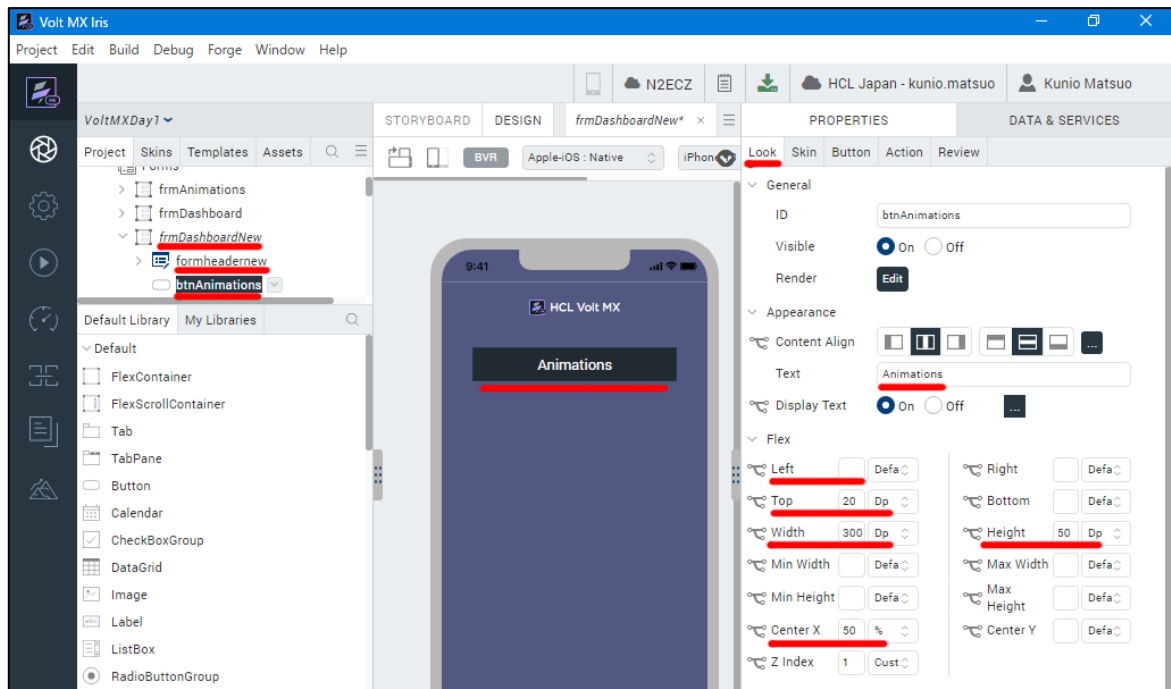 Volt MX Iris
Project Edit Build Debug Forge Window Help
N2ECZ HCL Japan - kunio.matsuo Kunio Matsuo
VoltMXDay1 STORYBOARD DESIGN frmDashboardNew* × PROPERTIES DATA & SERVICES
Project Skins Templates Assets
BVR Apple-iOS : Native
Look Skin Button Action Review
Forms
frmAnimations
frmDashboard
frmDashboardNew
formheadernew
btnAnimations
Default Library My Libraries
Default
FlexContainer
FlexScrollContainer
Tab
TabPane
Button
Calendar
CheckBoxGroup
DataGrid
Image
abc Label
ListBox
RadioButtonGroup
9:41
HCL Volt MX
Animations
General
ID btnAnimations
Visible On Off
Render Edit
Appearance
Content Align ...
Text Animations
Display Text On Off ...
Flex
Left Defa Right Defa
Top 20 Dp Bottom Defa
Width 300 Dp Height 50 Dp
Min Width Defa Max Width Defa
Min Height Defa Max Height Defa
Center X 50 % Center Y Defa
Z Index 1 Cust